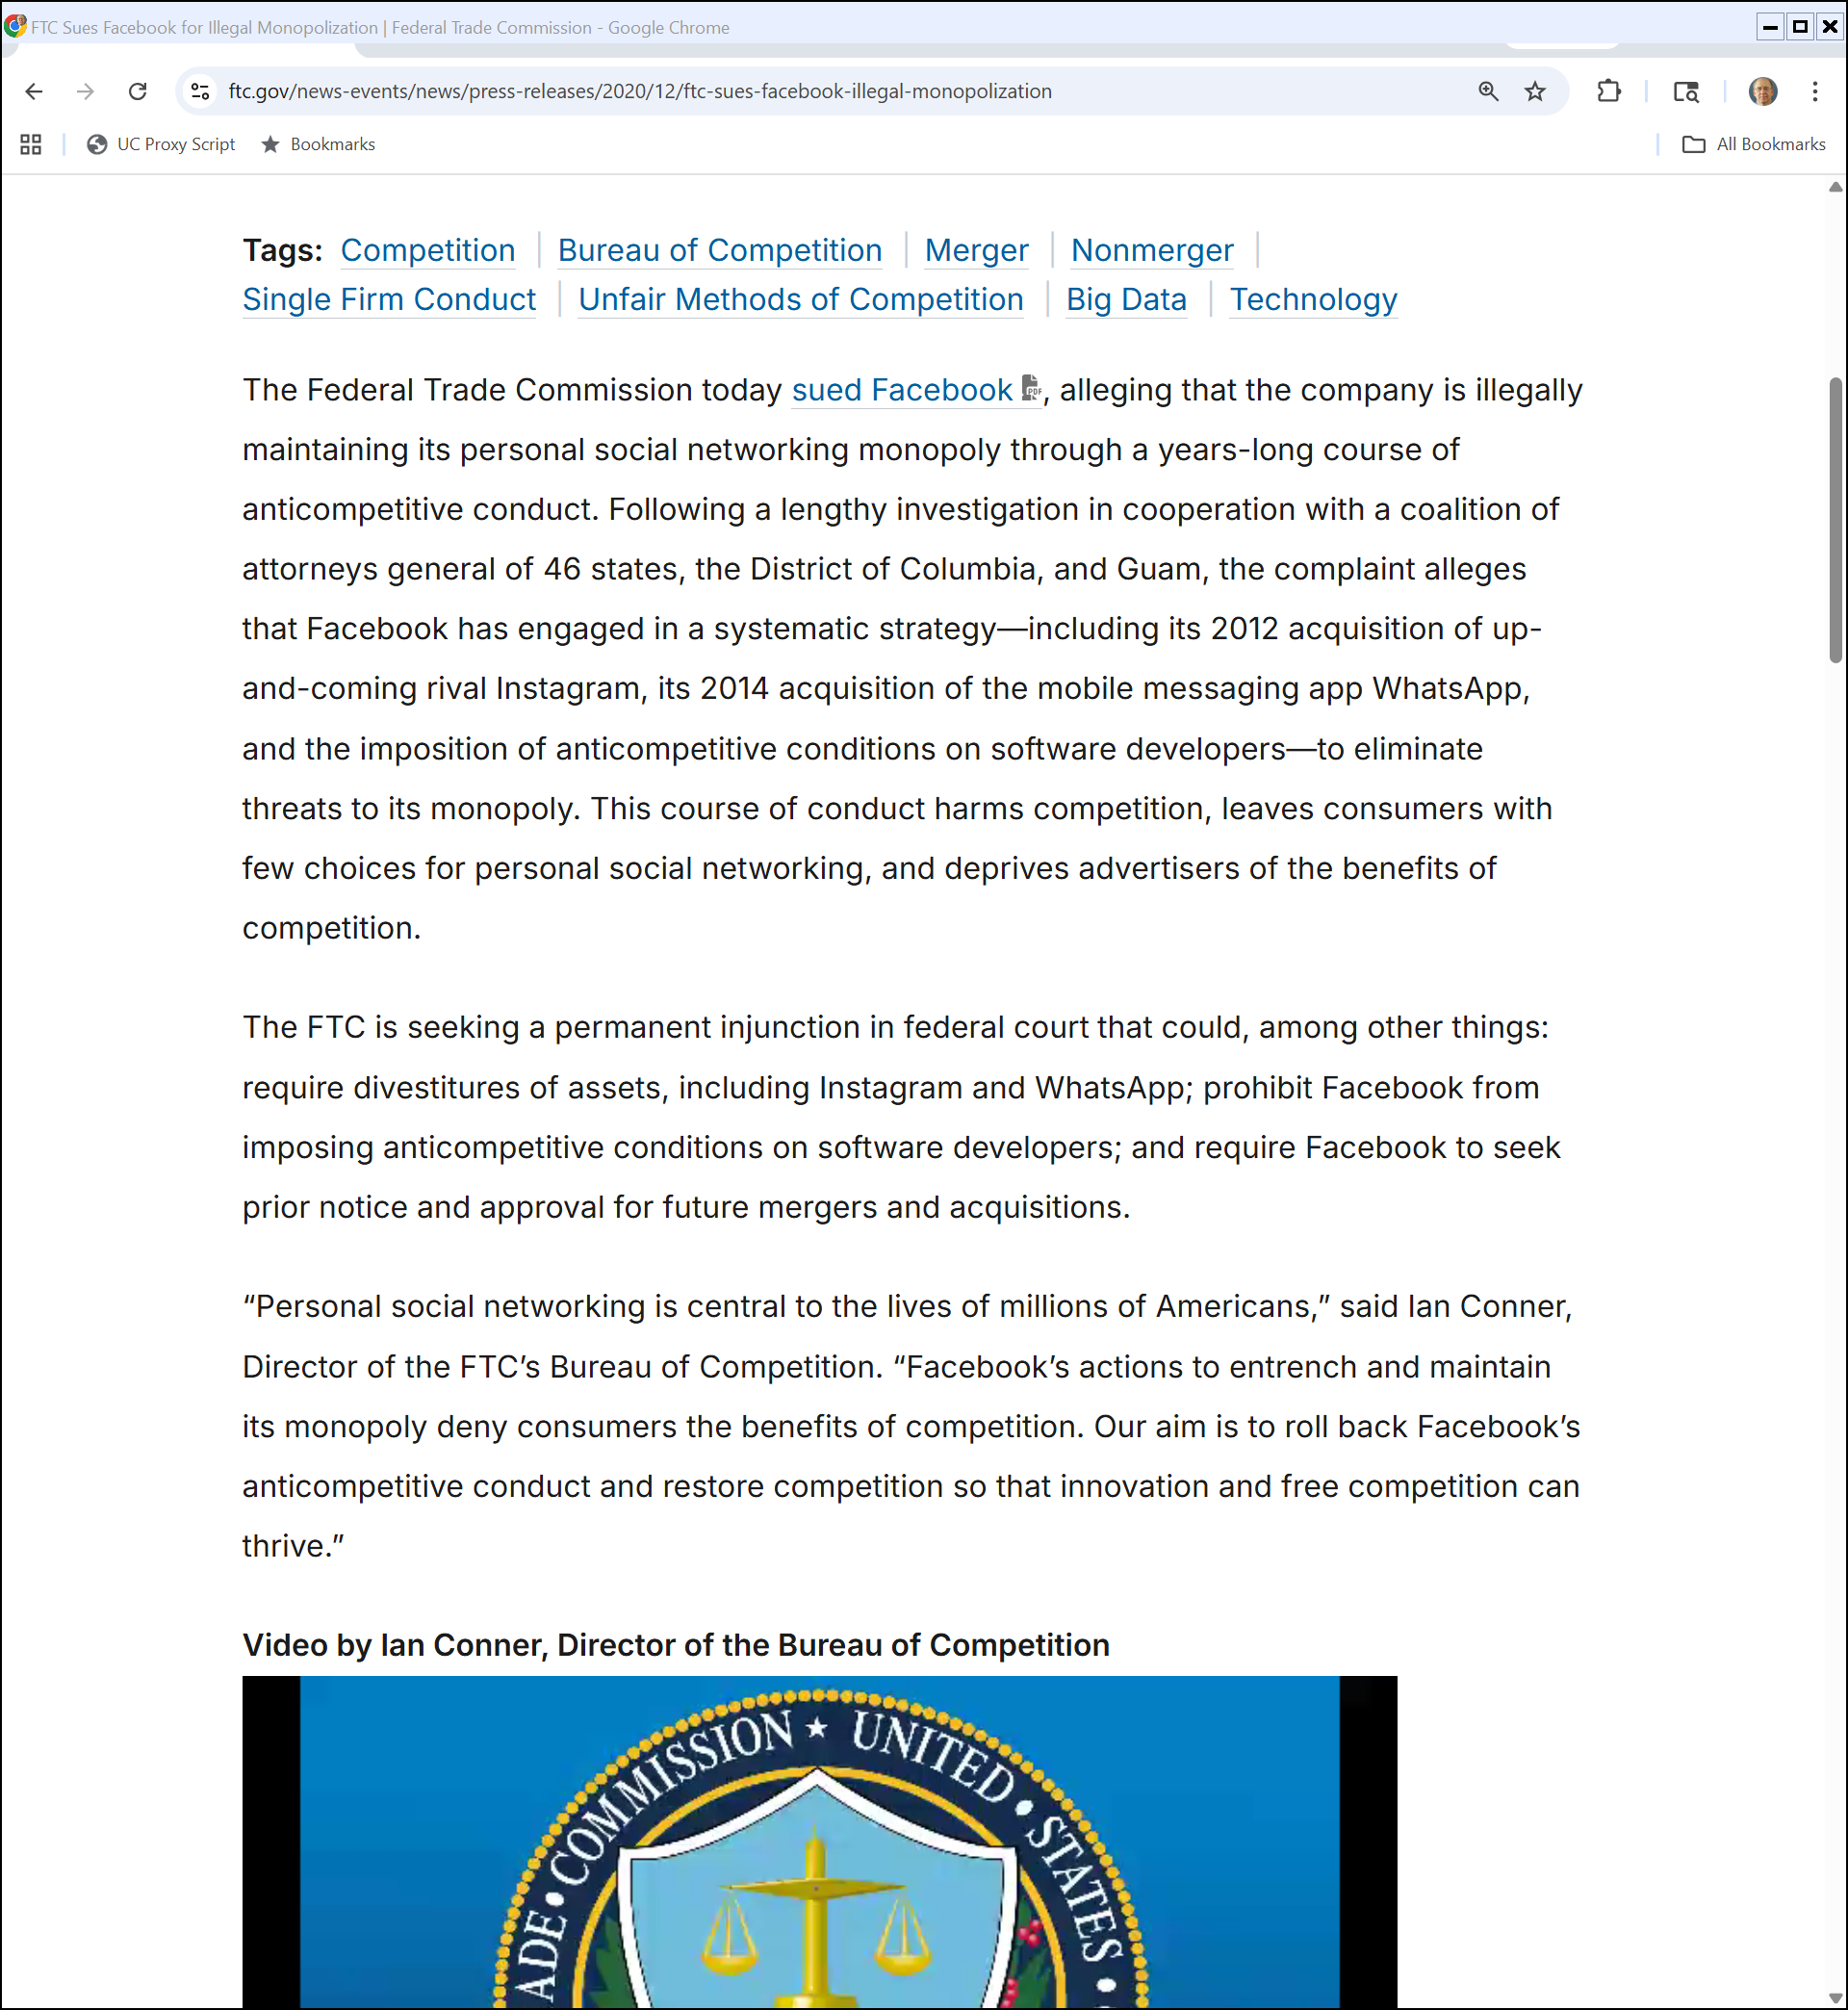 FTC Sues Facebook for Illegal Monopolization | Federal Trade Commission - Google Chrome
ftc.gov/news-events/news/press-releases/2020/12/ftc-sues-facebook-illegal-monopolization
UC Proxy Script Bookmarks All Bookmarks
Tags: Competition | Bureau of Competition | Merger | Nonmerger |
Single Firm Conduct | Unfair Methods of Competition | Big Data | Technology
The Federal Trade Commission today sued Facebook PDF, alleging that the company is illegally
maintaining its personal social networking monopoly through a years-long course of
anticompetitive conduct. Following a lengthy investigation in cooperation with a coalition of
attorneys general of 46 states, the District of Columbia, and Guam, the complaint alleges
that Facebook has engaged in a systematic strategy—including its 2012 acquisition of up-
and-coming rival Instagram, its 2014 acquisition of the mobile messaging app WhatsApp,
and the imposition of anticompetitive conditions on software developers—to eliminate
threats to its monopoly. This course of conduct harms competition, leaves consumers with
few choices for personal social networking, and deprives advertisers of the benefits of
competition.
The FTC is seeking a permanent injunction in federal court that could, among other things:
require divestitures of assets, including Instagram and WhatsApp; prohibit Facebook from
imposing anticompetitive conditions on software developers; and require Facebook to seek
prior notice and approval for future mergers and acquisitions.
“Personal social networking is central to the lives of millions of Americans,” said Ian Conner,
Director of the FTC’s Bureau of Competition. “Facebook’s actions to entrench and maintain
its monopoly deny consumers the benefits of competition. Our aim is to roll back Facebook’s
anticompetitive conduct and restore competition so that innovation and free competition can
thrive.”
Video by Ian Conner, Director of the Bureau of Competition
ADE COMMISSION ★ UNITED • STATES •